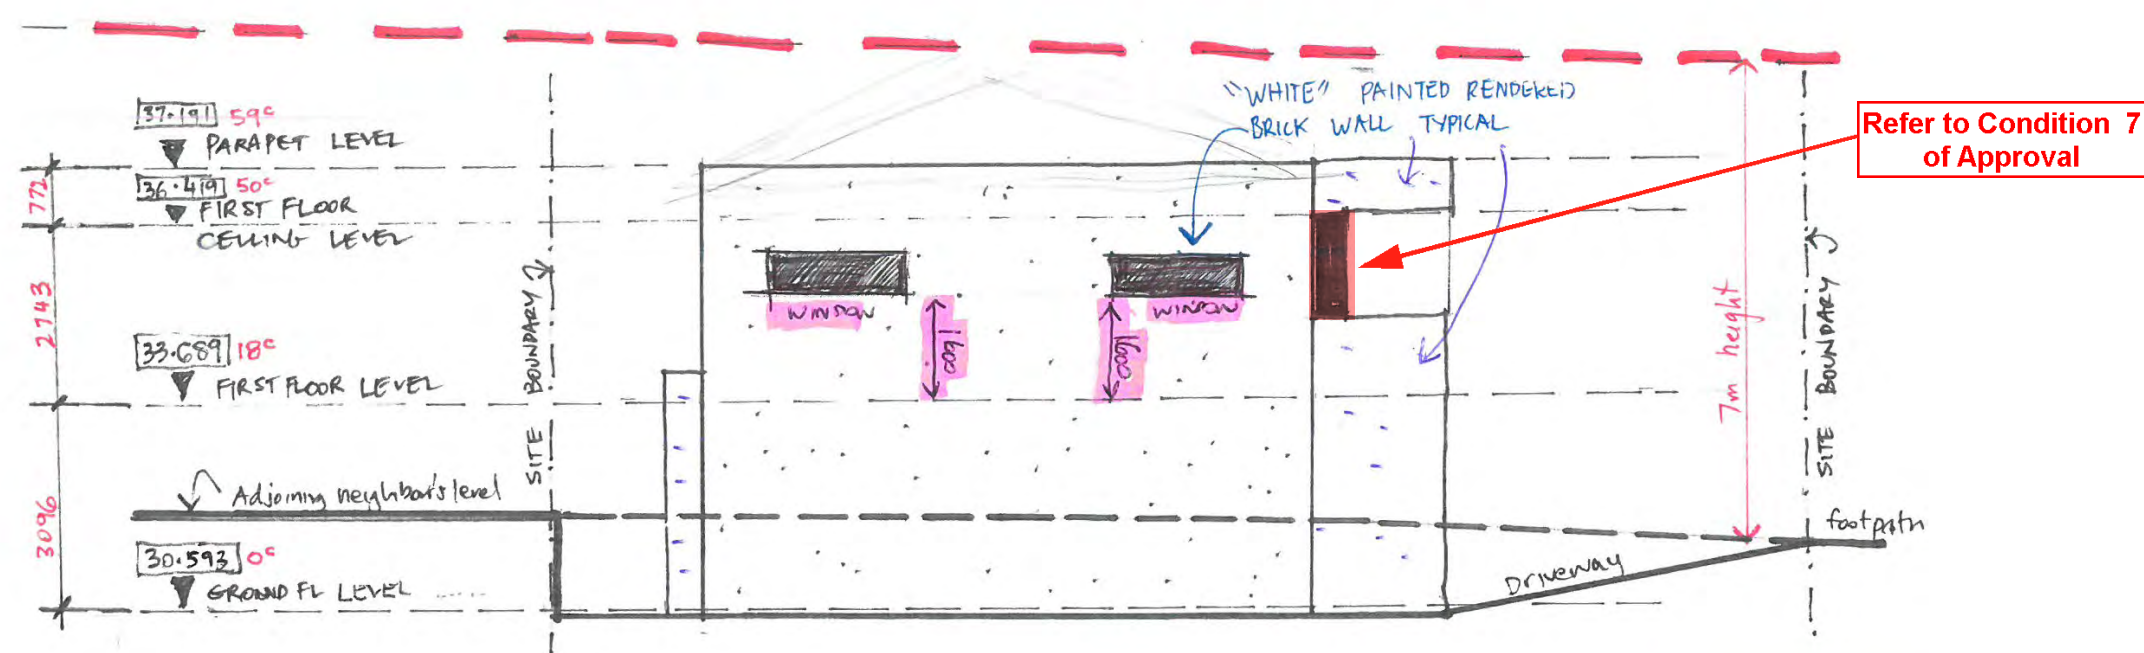 "WHITE" PAINTED RENDERED
BRICK WALL TYPICAL
Refer to Condition 7
of Approval
37.191 59c
PARAPET LEVEL
36.419 50c
FIRST FLOOR
CEILING LEVEL
772
2743
3096
33.689 18c
FIRST FLOOR LEVEL
SITE BOUNDARY
WINDOW
1600
WINDOW
1600
7m height
SITE BOUNDARY
Adjoining neighbour's level
30.593 0c
GROUND FL LEVEL
Driveway
footpath